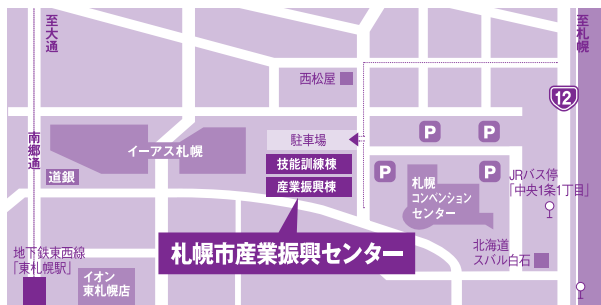 至大通
至札幌
西松屋
12
南郷通
イーアス札幌
駐車場
P
P
技能訓練棟
P
P
道銀
産業振興棟
札幌
コンベンション
センター
JRバス停
「中央1条1丁目」
札幌市産業振興センター
地下鉄東西線
「東札幌駅」
北海道
スバル白石
イオン
東札幌店